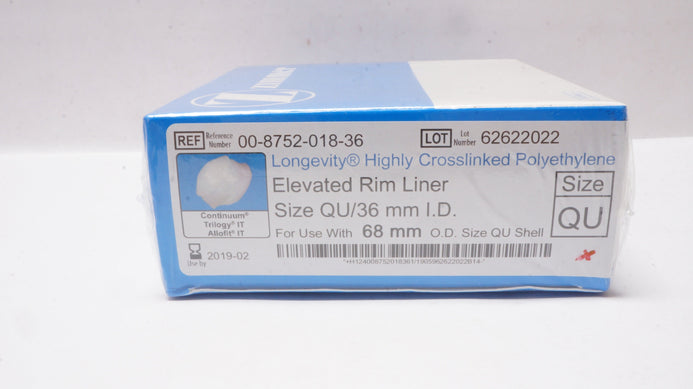 Zimmer
REF Reference Number 00-8752-018-36 LOT Lot Number 62622022
Longevity® Highly Crosslinked Polyethylene
Elevated Rim Liner
Size QU/36 mm I.D.
For Use With 68 mm O.D. Size QU Shell
Size
QU
Continuum®
Trilogy® IT
Allofit® IT
Use by 2019-02